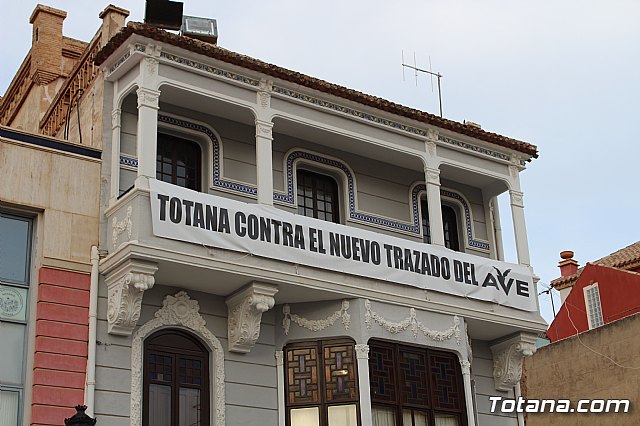 TOTANA CONTRA EL NUEVO TRAZADO DEL AVE
Totana.com